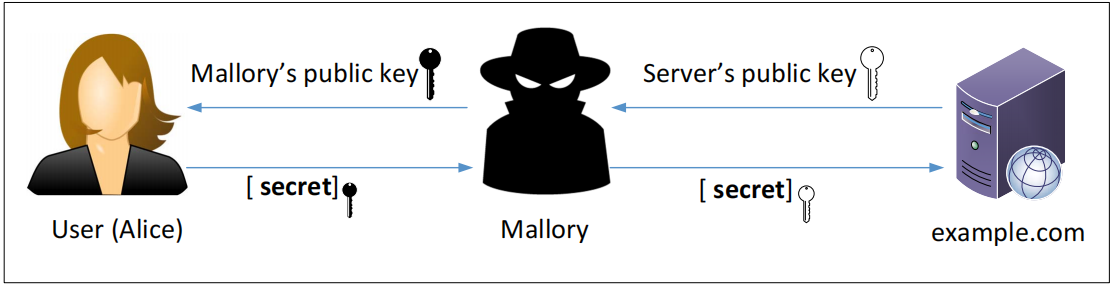 Mallory's public key
Server's public key
[ secret]
[ secret]
User (Alice)
Mallory
example.com